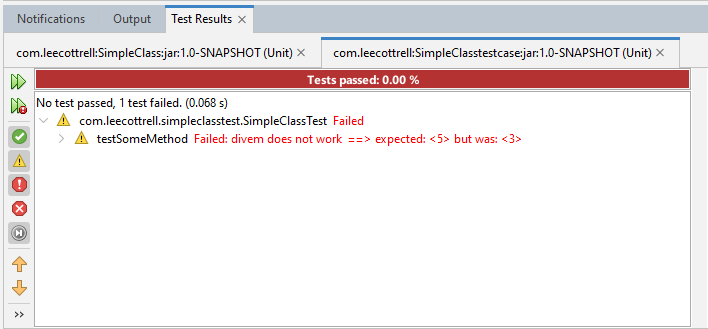 Notifications Output Test Results
com.leecottrell:SimpleClass:jar:1.0-SNAPSHOT (Unit) com.leecottrell:SimpleClasstestcase:jar:1.0-SNAPSHOT (Unit)
Tests passed: 0.00 %
No test passed, 1 test failed. (0.068 s)
com.leecottrell.simpleclasstest.SimpleClassTest Failed
testSomeMethod Failed: divem does not work ==> expected: <5> but was: <3>